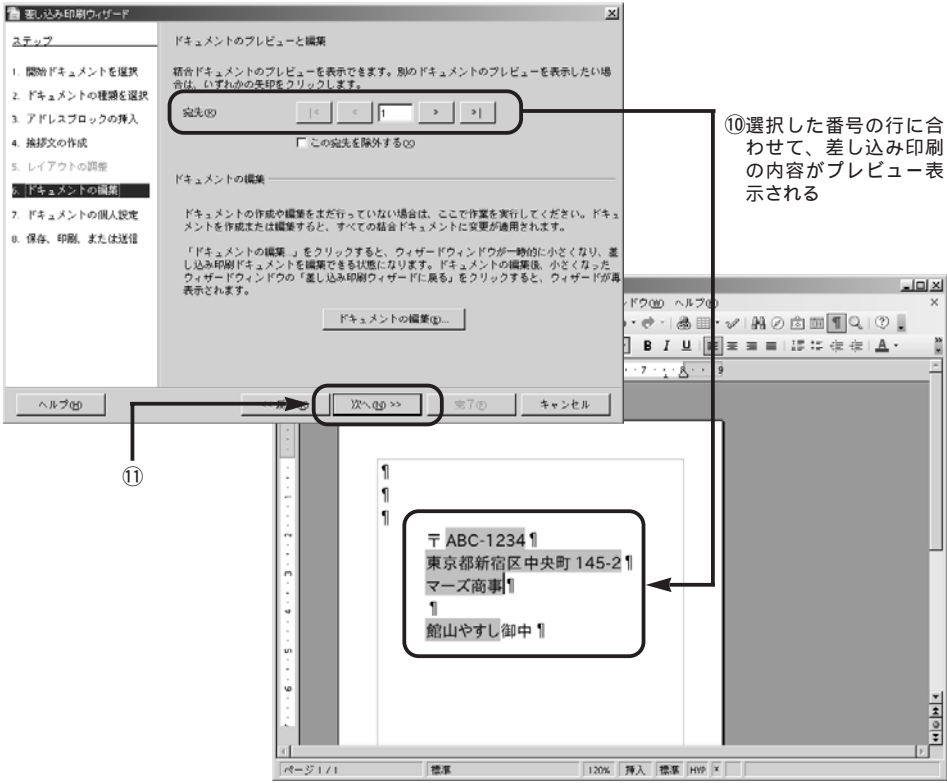 差し込み印刷ウィザード
ステップ
1. 開始ドキュメントを選択
2. ドキュメントの種類を選択
3. アドレスブロックの挿入
4. 挨拶文の作成
5. レイアウトの調整
6. ドキュメントの編集
7. ドキュメントの個人設定
8. 保存、印刷、または送信
ドキュメントのプレビューと編集
結合ドキュメントのプレビューを表示できます。別のドキュメントのプレビューを表示したい場
合は、いずれかの矢印をクリックします。
宛先(R) |< < 1 > >|
この宛先を除外する(X)
ドキュメントの編集
ドキュメントの作成や編集をまだ行っていない場合は、ここで作業を実行してください。ドキュ
メントを作成または編集すると、すべての結合ドキュメントに変更が適用されます。
「ドキュメントの編集...」をクリックすると、ウィザードウィンドウが一時的に小さくなり、差
し込み印刷ドキュメントを編集できる状態になります。ドキュメントの編集後、小さくなった
ウィザードウィンドウの「差し込み印刷ウィザードに戻る」をクリックすると、ウィザードが再
表示されます。
ドキュメントの編集(E)...
ヘルプ(H) 次へ(N) >> 完了(F) キャンセル
⑩選択した番号の行に合
わせて、差し込み印刷
の内容がプレビュー表
示される
⑪
ンドウ(W) ヘルプ(H)
B I U A
7 8 9
¶
¶
¶
〒 ABC-1234 ¶
東京都新宿区中央町 145-2 ¶
マーズ商事 ¶
¶
館山やすし御中 ¶
ページ 1 / 1 標準 120% 挿入 標準 HYP *